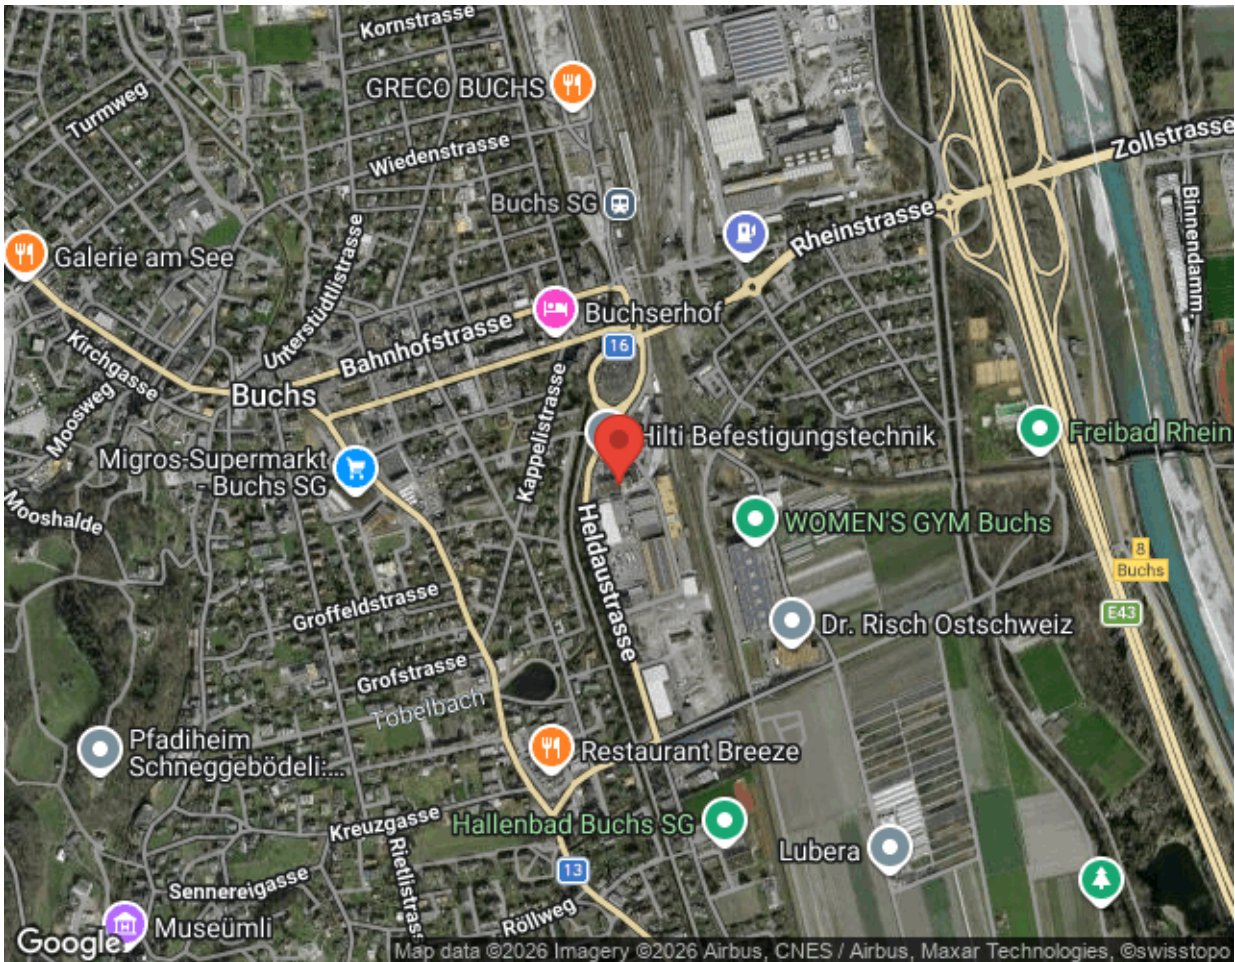 Kornstrasse
GRECO BUCHS
Turmweg
Wiedenstrasse
Zollstrasse
Buchs SG
Binnendamm.
Rheinstrasse
Galerie am See
Unterstüdtlistrasse
Buchserhof
Bahnhofstrasse
16
Kirchgasse
Buchs
Moosweg
Kappelistrasse
Hilti Befestigungstechnik
Freibad Rhein
Migros-Supermarkt
- Buchs SG
Mooshalde
WOMEN'S GYM Buchs
Heldaustrasse
8
Buchs
Groffeldstrasse
E43
Dr. Risch Ostschweiz
Grofstrasse
Tobelbach
Pfadiheim
Schneggebödeli:...
Restaurant Breeze
Kreuzgasse
Hallenbad Buchs SG
Rietlistrass
Lubera
13
Sennereigasse
Röllweg
Museümli
Google
Map data ©2026 Imagery ©2026 Airbus, CNES / Airbus, Maxar Technologies, ©swisstopo